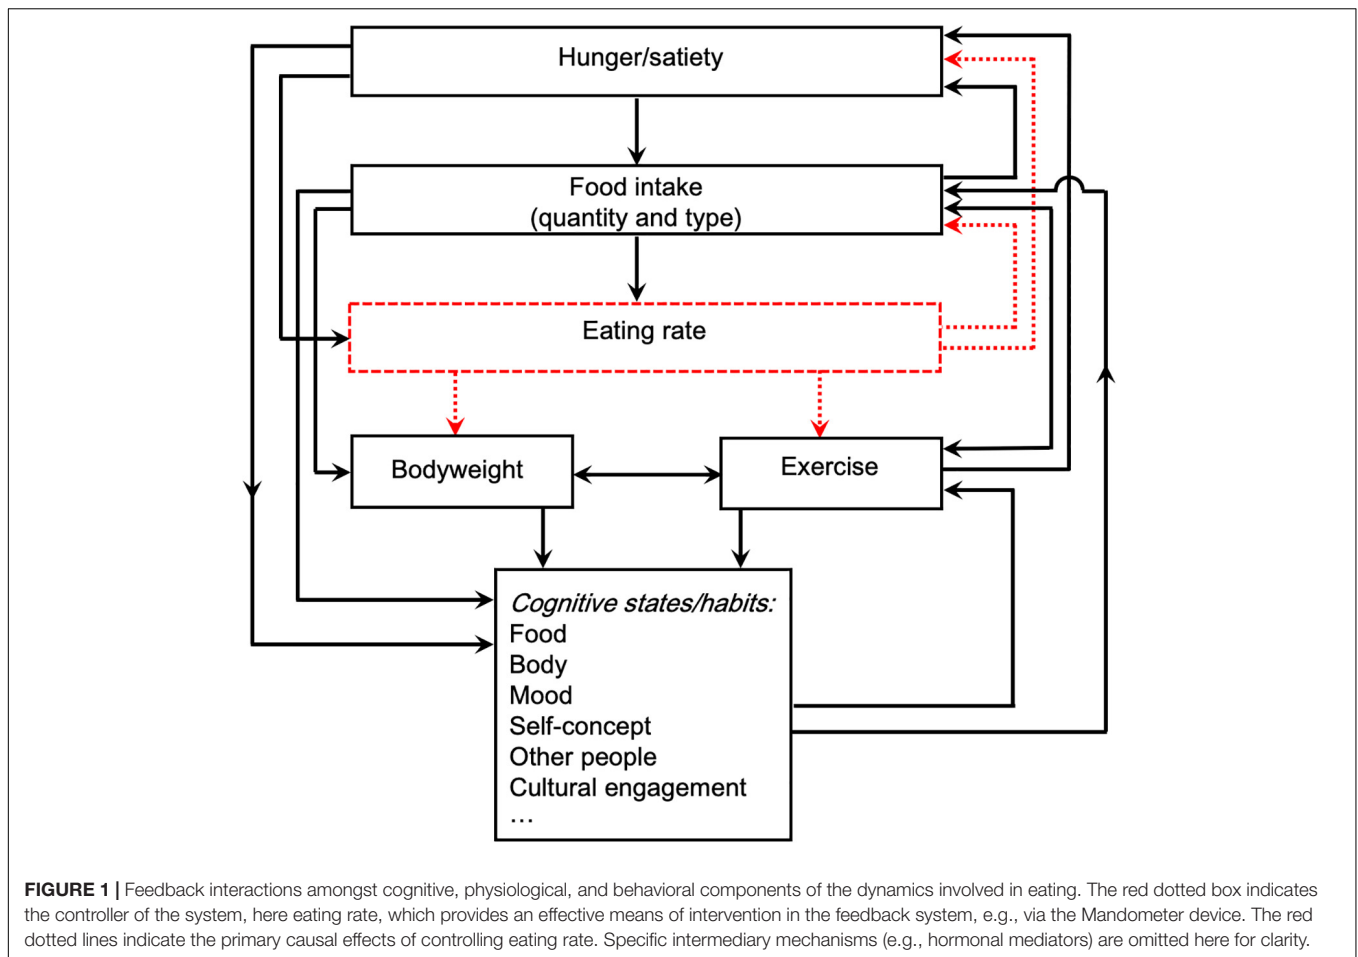 Hunger/satiety
Food intake
(quantity and type)
Eating rate
Bodyweight
Exercise
Cognitive states/habits:
Food
Body
Mood
Self-concept
Other people
Cultural engagement
...
FIGURE 1 | Feedback interactions amongst cognitive, physiological, and behavioral components of the dynamics involved in eating. The red dotted box indicates
the controller of the system, here eating rate, which provides an effective means of intervention in the feedback system, e.g., via the Mandometer device. The red
dotted lines indicate the primary causal effects of controlling eating rate. Specific intermediary mechanisms (e.g., hormonal mediators) are omitted here for clarity.